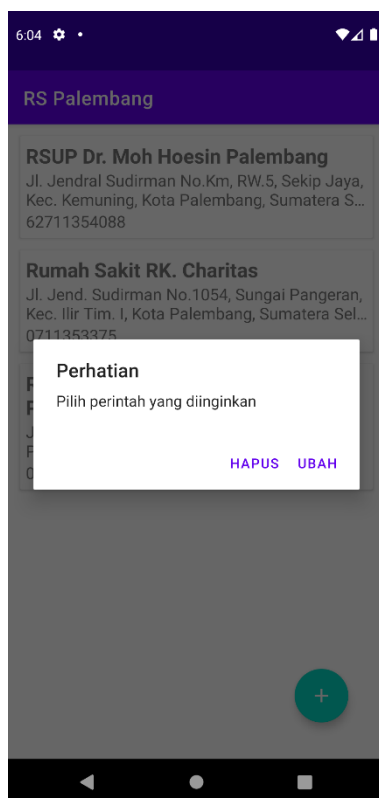 6:04
RS Palembang
RSUP Dr. Moh Hoesin Palembang
Jl. Jendral Sudirman No.Km, RW.5, Sekip Jaya,
Kec. Kemuning, Kota Palembang, Sumatera S...
62711354088
Rumah Sakit RK. Charitas
Jl. Jend. Sudirman No.1054, Sungai Pangeran,
Kec. Ilir Tim. I, Kota Palembang, Sumatera Sel...
0711353375
Perhatian
Pilih perintah yang diinginkan
HAPUS UBAH
+